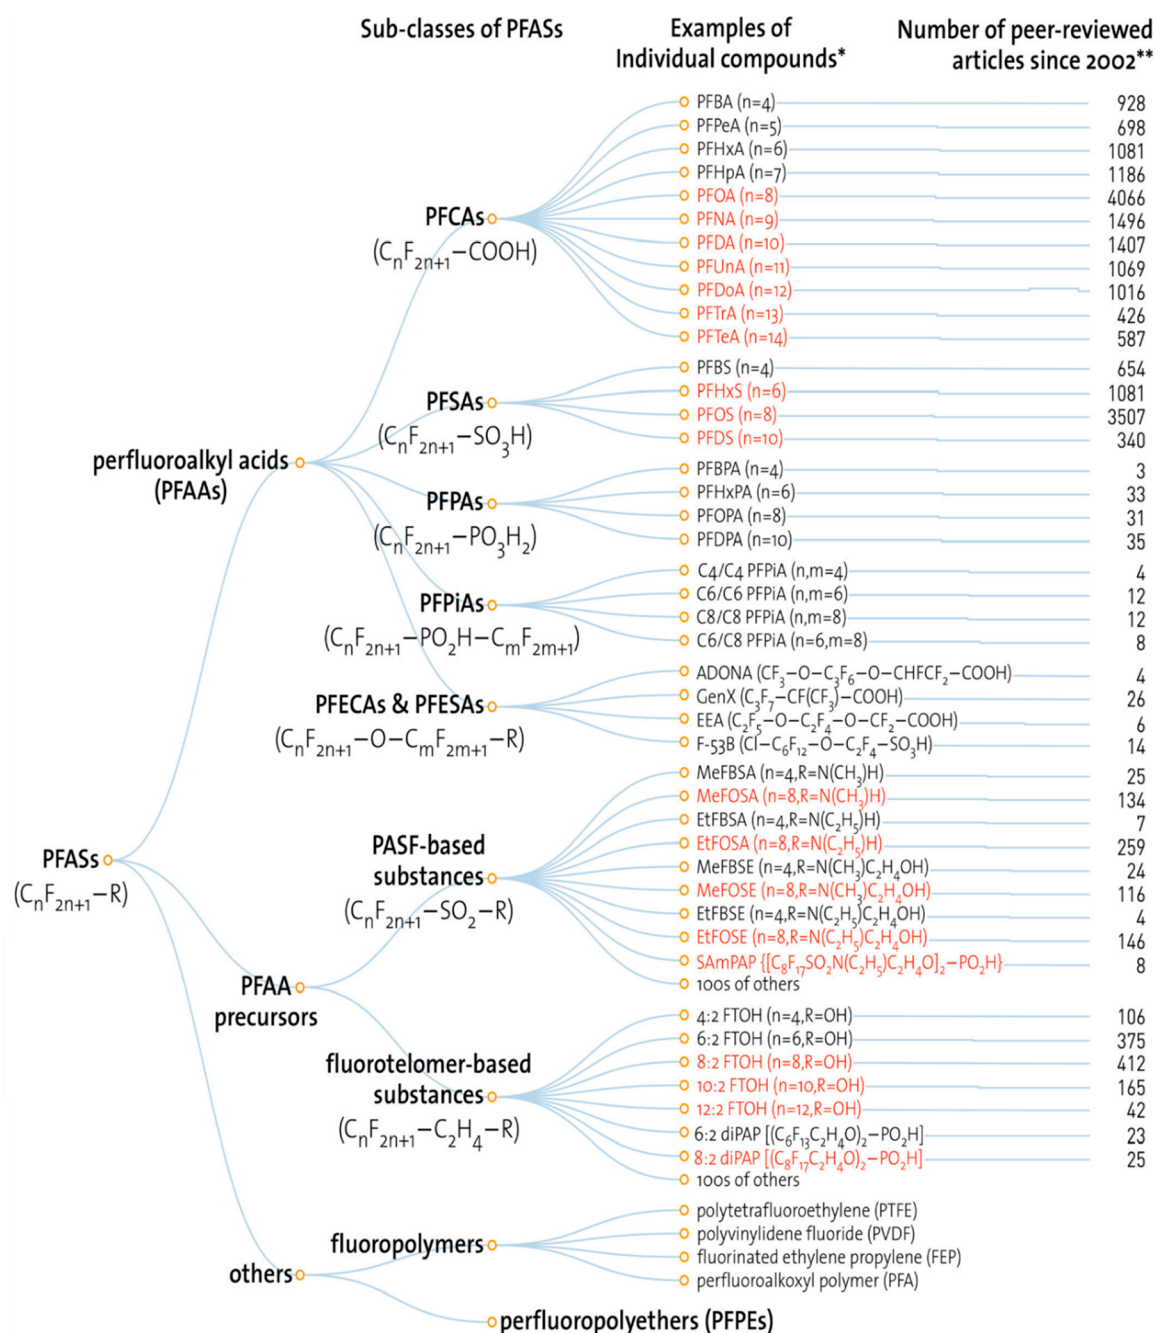 Sub-classes of PFASs
Examples of
Individual compounds*
Number of peer-reviewed
articles since 2002**
PFASs
(CnF2n+1–R)
perfluoroalkyl acids
(PFAAs)
PFCAs
(CnF2n+1–COOH)
PFBA (n=4) 928
PFPeA (n=5) 698
PFHxA (n=6) 1081
PFHpA (n=7) 1186
PFOA (n=8) 4066
PFNA (n=9) 1496
PFDA (n=10) 1407
PFUnA (n=11) 1069
PFDoA (n=12) 1016
PFTrA (n=13) 426
PFTeA (n=14) 587
PFSAs
(CnF2n+1–SO3H)
PFBS (n=4) 654
PFHxS (n=6) 1081
PFOS (n=8) 3507
PFDS (n=10) 340
PFPAs
(CnF2n+1–PO3H2)
PFBPA (n=4) 3
PFHxPA (n=6) 33
PFOPA (n=8) 31
PFDPA (n=10) 35
PFPiAs
(CnF2n+1–PO2H–CmF2m+1)
C4/C4 PFPiA (n,m=4) 4
C6/C6 PFPiA (n,m=6) 12
C8/C8 PFPiA (n,m=8) 12
C6/C8 PFPiA (n=6,m=8) 8
PFECAs & PFESAs
(CnF2n+1–O–CmF2m+1–R)
ADONA (CF3–O–C3F6–O–CHFCF2–COOH) 4
GenX (C3F7–CF(CF3)–COOH) 26
EEA (C2F5–O–C2F4–O–CF2–COOH) 6
F-53B (Cl–C6F12–O–C2F4–SO3H) 14
PFAA
precursors
PASF-based
substances
(CnF2n+1–SO2–R)
MeFBSA (n=4,R=N(CH3)H) 25
MeFOSA (n=8,R=N(CH3)H) 134
EtFBSA (n=4,R=N(C2H5)H) 7
EtFOSA (n=8,R=N(C2H5)H) 259
MeFBSE (n=4,R=N(CH3)C2H4OH) 24
MeFOSE (n=8,R=N(CH3)C2H4OH) 116
EtFBSE (n=4,R=N(C2H5)C2H4OH) 4
EtFOSE (n=8,R=N(C2H5)C2H4OH) 146
SAmPAP {[C8F17SO2N(C2H5)C2H4O]2–PO2H} 8
100s of others
fluorotelomer-based
substances
(CnF2n+1–C2H4–R)
4:2 FTOH (n=4,R=OH) 106
6:2 FTOH (n=6,R=OH) 375
8:2 FTOH (n=8,R=OH) 412
10:2 FTOH (n=10,R=OH) 165
12:2 FTOH (n=12,R=OH) 42
6:2 diPAP [(C6F13C2H4O)2–PO2H] 23
8:2 diPAP [(C8F17C2H4O)2–PO2H] 25
100s of others
others
fluoropolymers
polytetrafluoroethylene (PTFE)
polyvinylidene fluoride (PVDF)
fluorinated ethylene propylene (FEP)
perfluoroalkoxyl polymer (PFA)
perfluoropolyethers (PFPEs)